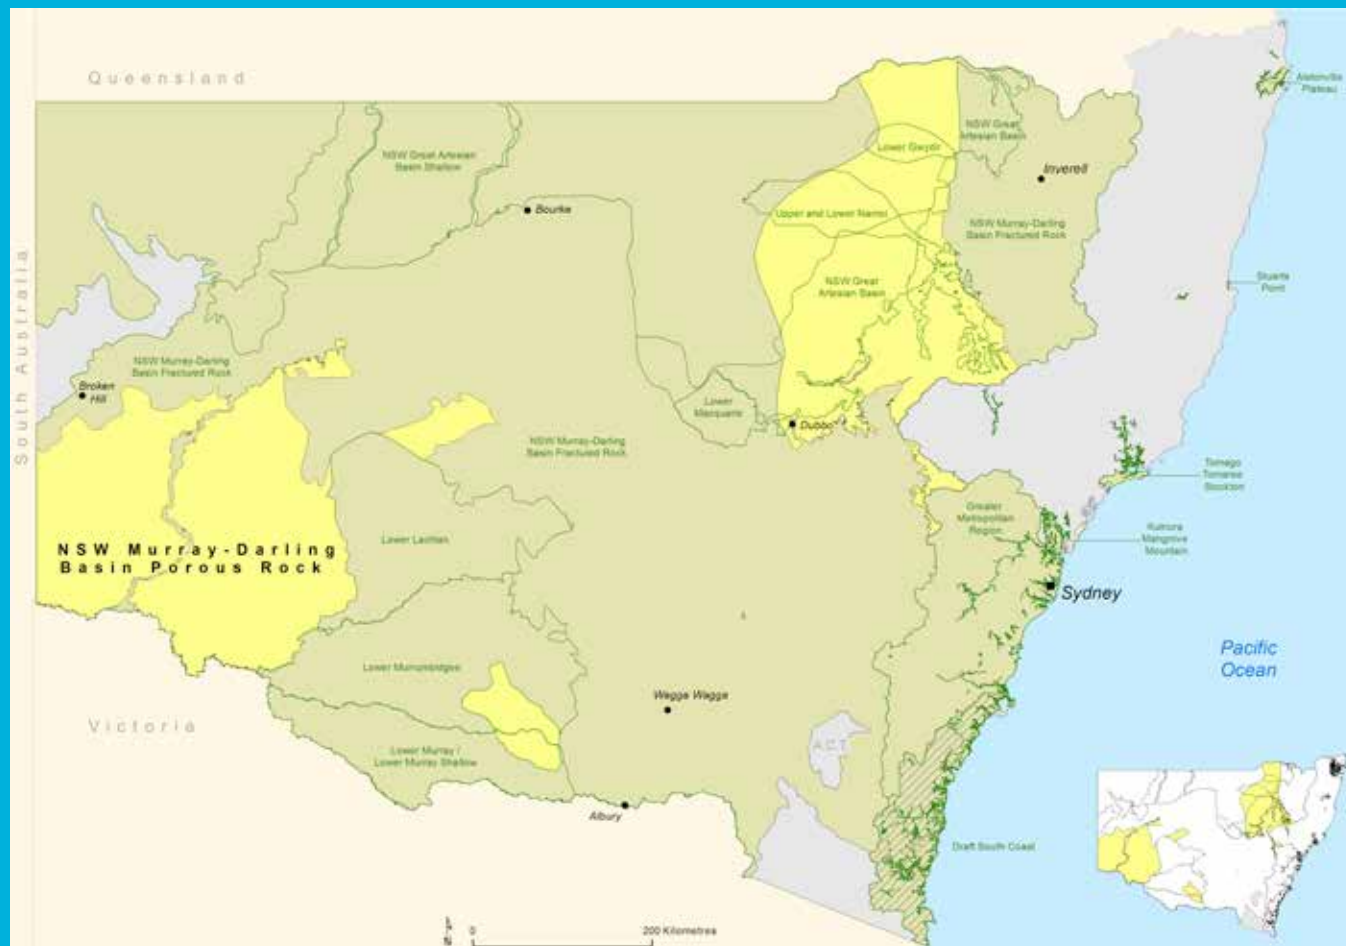 Queensland
Alstonville
Plateau
NSW Great
Artesian Basin
Lower Gwydir
NSW Great Artesian
Basin Shallow
Inverell
Bourke
Upper and Lower Namoi
NSW Murray-Darling
Basin Fractured Rock
South Australia
Stuarts
Point
NSW Great
Artesian Basin
NSW Murray-Darling
Basin Fractured Rock
Broken
Hill
Lower
Macquarie
Dubbo
NSW Murray-Darling
Basin Fractured Rock
Tomago
Tomaree
Stockton
Greater
Metropolitan
Region
Lower Lachlan
Kulnura
Mangrove
Mountain
NSW Murray-Darling
Basin Porous Rock
Sydney
Pacific
Ocean
Lower Murrumbidgee
Wagga Wagga
Victoria
A.C.T.
Lower Murray /
Lower Murray Shallow
Albury
Draft South Coast
0 200 Kilometres